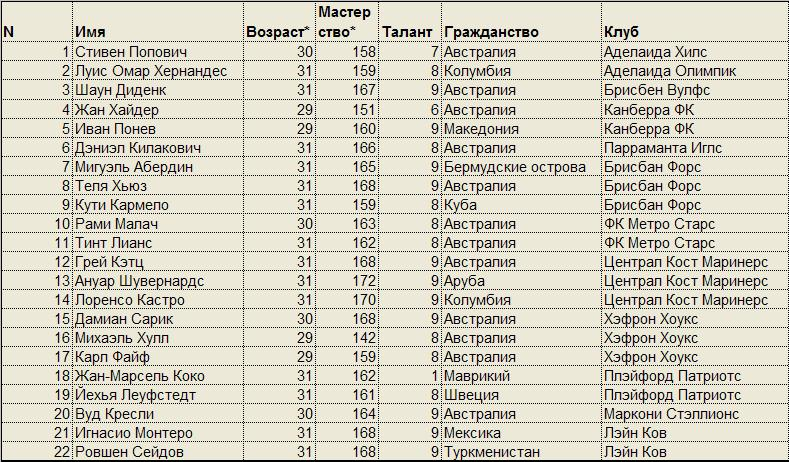 N Имя Возраст* Мастер ство* Талант Гражданство Клуб
1 Стивен Попович 30 158 7 Австралия Аделаида Хилс
2 Луис Омар Хернандес 31 159 8 Колумбия Аделаида Олимпик
3 Шаун Диденк 31 167 9 Австралия Брисбен Вулфс
4 Жан Хайдер 29 151 6 Австралия Канберра ФК
5 Иван Понев 29 160 9 Македония Канберра ФК
6 Дэниэл Килакович 31 166 8 Австралия Парраманта Иглс
7 Мигуэль Абердин 31 165 9 Бермудские острова Брисбан Форс
8 Теля Хьюз 31 168 9 Австралия Брисбан Форс
9 Кути Кармело 31 159 8 Куба Брисбан Форс
10 Рами Малач 30 163 8 Австралия ФК Метро Старс
11 Тинт Лианс 31 162 8 Австралия ФК Метро Старс
12 Грей Кэтц 31 168 9 Австралия Централ Кост Маринерс
13 Ануар Шувернардс 31 172 9 Аруба Централ Кост Маринерс
14 Лоренсо Кастро 31 170 9 Колумбия Централ Кост Маринерс
15 Дамиан Сарик 30 168 9 Австралия Хэфрон Хоукс
16 Михаэль Хулл 29 142 8 Австралия Хэфрон Хоукс
17 Карл Файф 29 159 8 Австралия Хэфрон Хоукс
18 Жан-Марсель Коко 31 162 1 Маврикий Плэйфорд Патриотс
19 Йехья Леуфстедт 31 161 8 Швеция Плэйфорд Патриотс
20 Вуд Кресли 30 164 9 Австралия Маркони Стэллионс
21 Игнасио Монтеро 31 168 9 Мексика Лэйн Ков
22 Ровшен Сейдов 31 168 9 Туркменистан Лэйн Ков